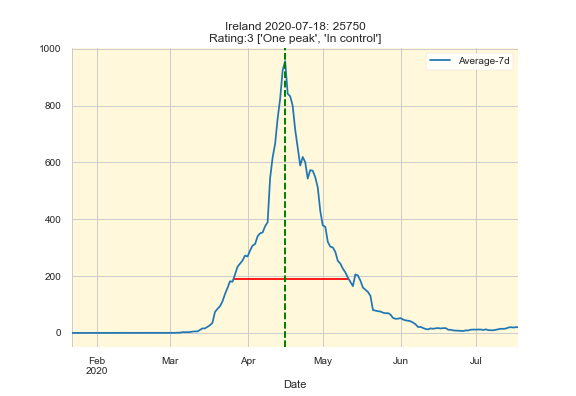 Ireland 2020-07-18: 25750
Rating:3 ['One peak', 'In control']
Average-7d
1000
800
600
400
200
0
Feb
2020
Mar
Apr
May
Jun
Jul
Date